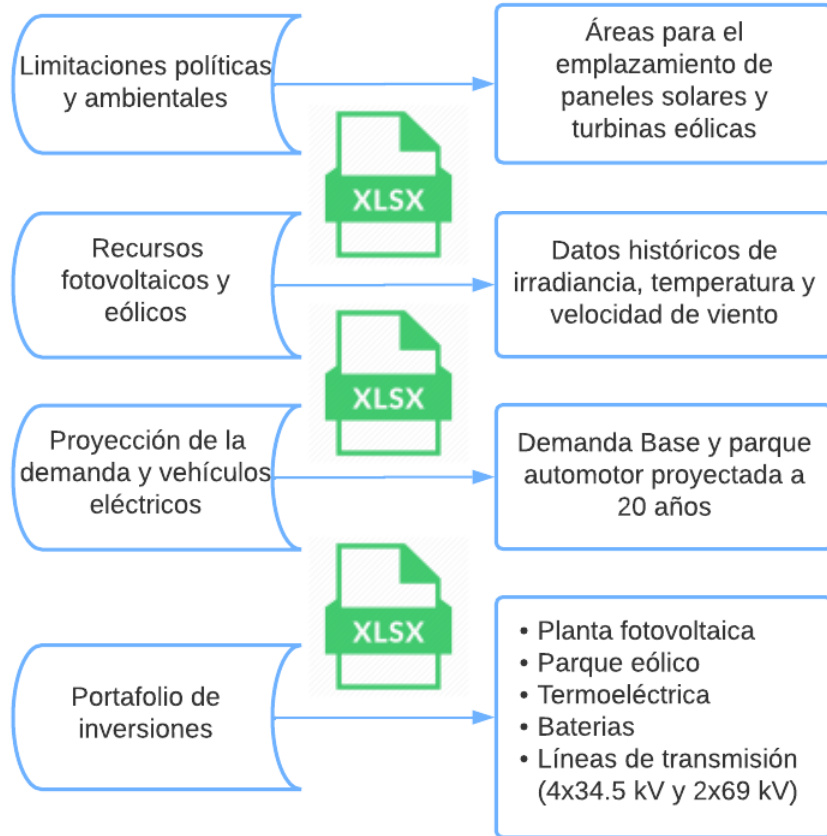 Limitaciones políticas
y ambientales
Áreas para el
emplazamiento de
paneles solares y
turbinas eólicas
XLSX
Recursos
fotovoltaicos y
eólicos
Datos históricos de
irradiancia, temperatura y
velocidad de viento
XLSX
Proyección de la
demanda y vehículos
eléctricos
Demanda Base y parque
automotor proyectada a
20 años
XLSX
Portafolio de
inversiones
• Planta fotovoltaica
• Parque eólico
• Termoeléctrica
• Baterias
• Líneas de transmisión
(4x34.5 kV y 2x69 kV)